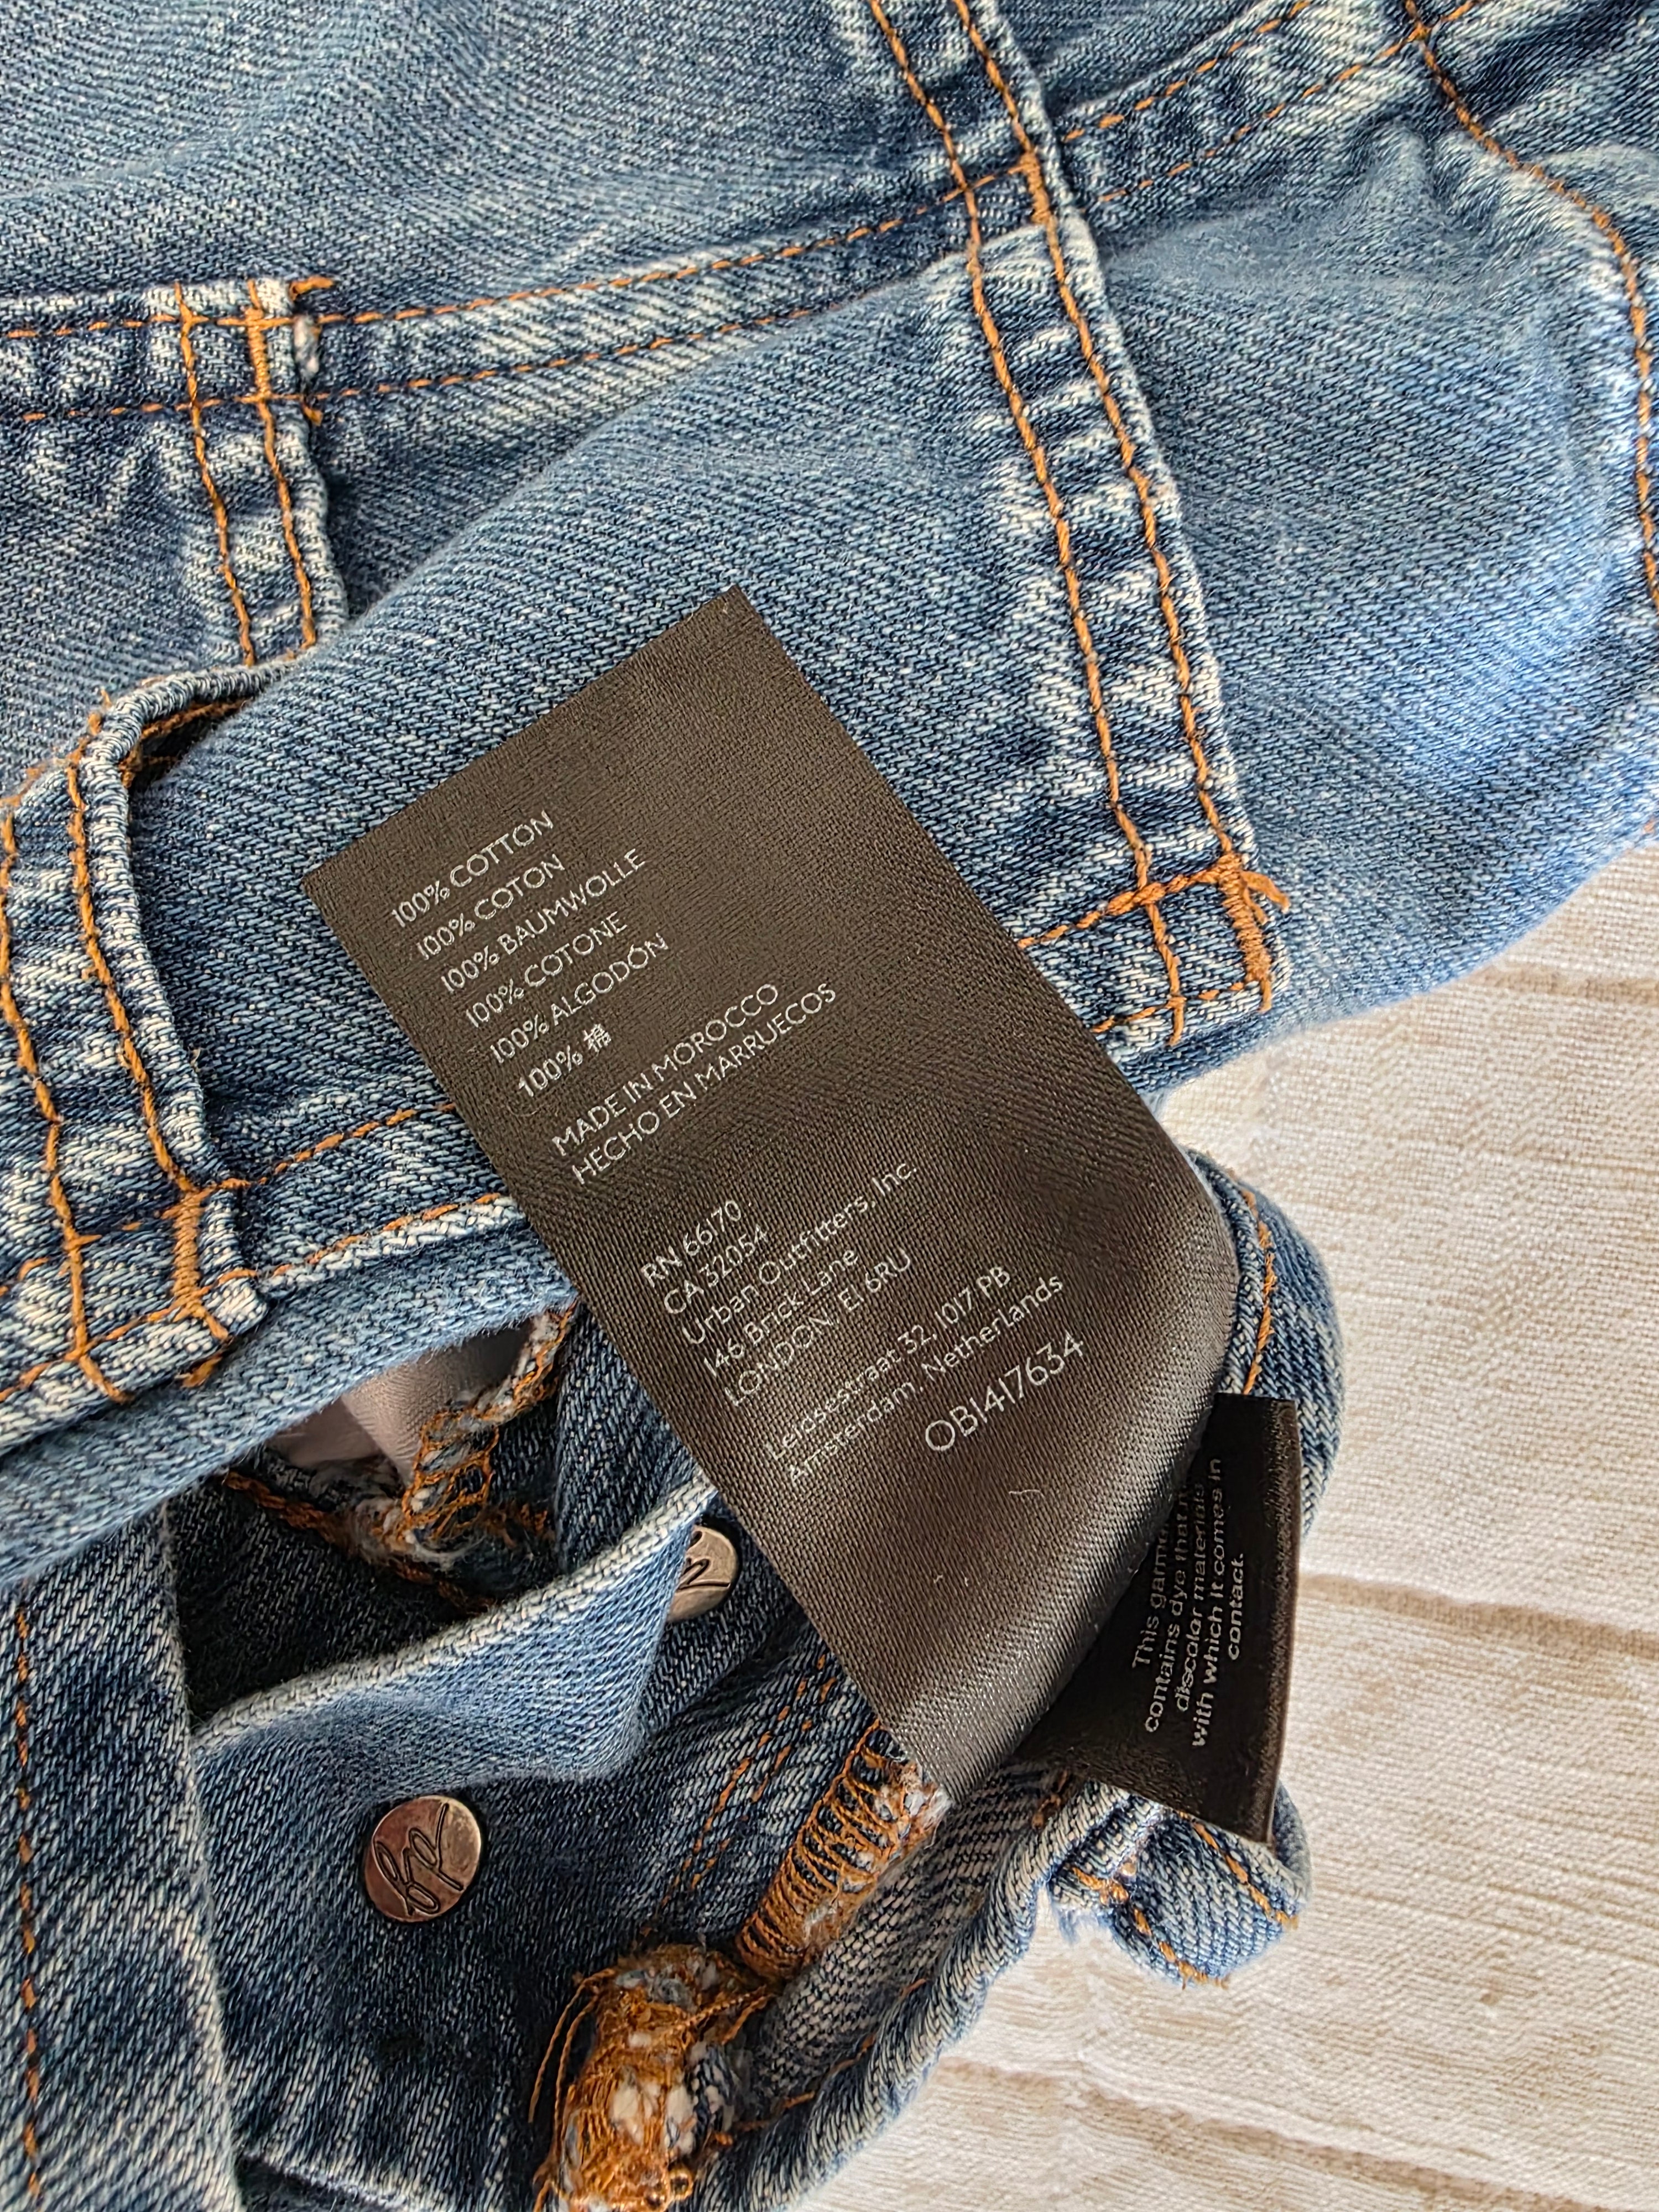 100% COTTON
100% COTON
100% BAUMWOLLE
100% COTONE
100% ALGODÓN
100% 棉
MADE IN MOROCCO
HECHO EN MARRUECOS
RN 66170
CA 32054
Urban Outfitters, Inc.
146 Brick Lane
LONDON, E1 6RU
Leidsestraat 32, 1017 PB
Amsterdam, Netherlands
OB1417634
This
contains dye that
discolor materials
with which it comes in
contact.